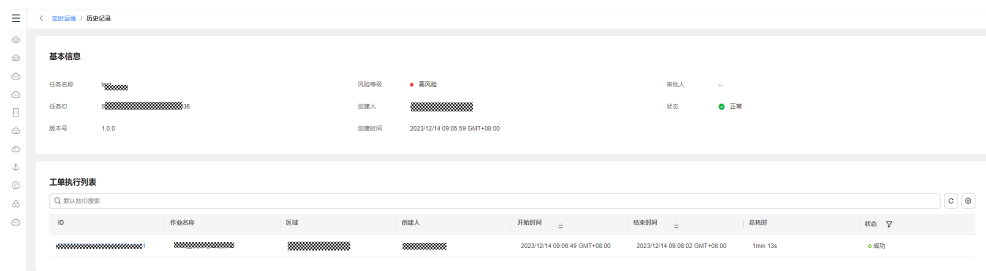 定时运维 / 历史记录
基本信息
任务名称 风险等级 高风险 审批人 --
任务ID 36 创建人 状态 正常
版本号 1.0.0 创建时间 2023/12/14 09:05:59 GMT+08:00
工单执行列表
默认按ID搜索
ID 作业名称 区域 创建人 开始时间 结束时间 总耗时 状态
1 2023/12/14 09:06:49 GMT+08:00 2023/12/14 09:08:02 GMT+08:00 1min 13s 成功